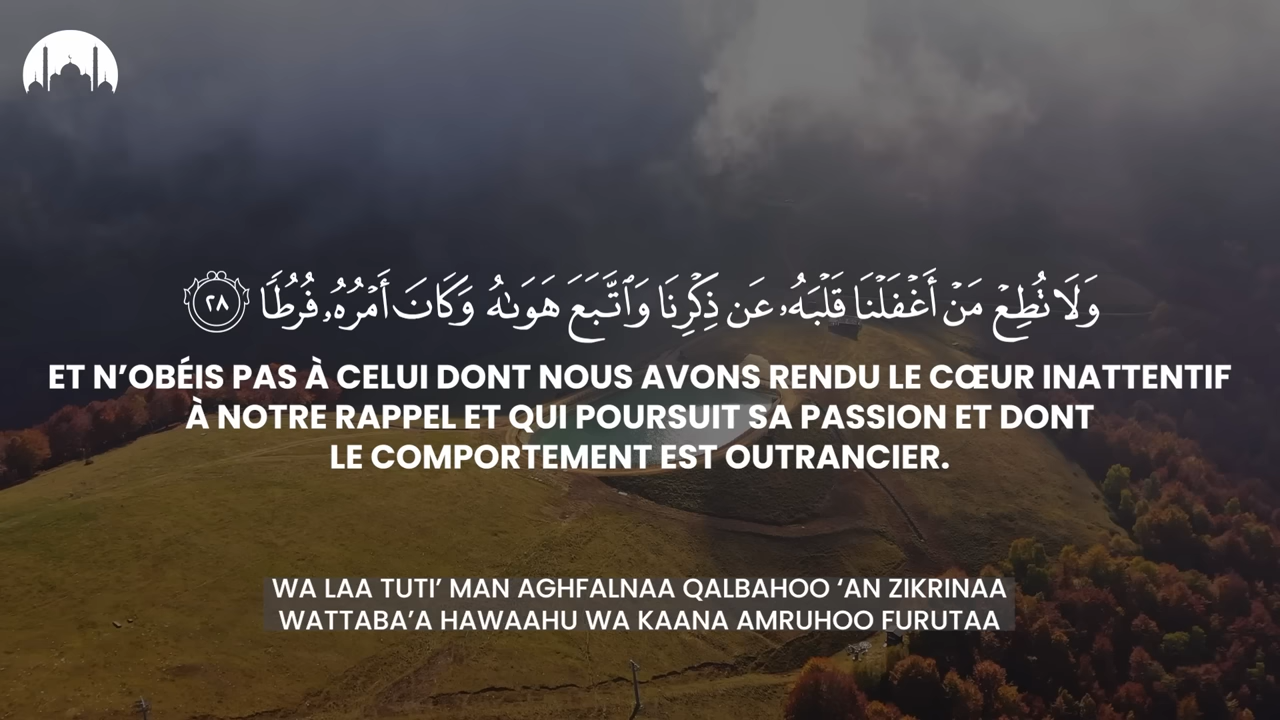 وَلَا تُطِعْ مَنْ أَغْفَلْنَا قَلْبَهُۥ عَن ذِكْرِنَا وَٱتَّبَعَ هَوَىٰهُ وَكَانَ أَمْرُهُۥ فُرُطًا ٢٨
ET N’OBÉIS PAS À CELUI DONT NOUS AVONS RENDU LE CŒUR INATTENTIF
À NOTRE RAPPEL ET QUI POURSUIT SA PASSION ET DONT
LE COMPORTEMENT EST OUTRANCIER.
WA LAA TUTI’ MAN AGHFALNAA QALBAHOO ‘AN ZIKRINAA
WATTABA’A HAWAAHU WA KAANA AMRUHOO FURUTAA